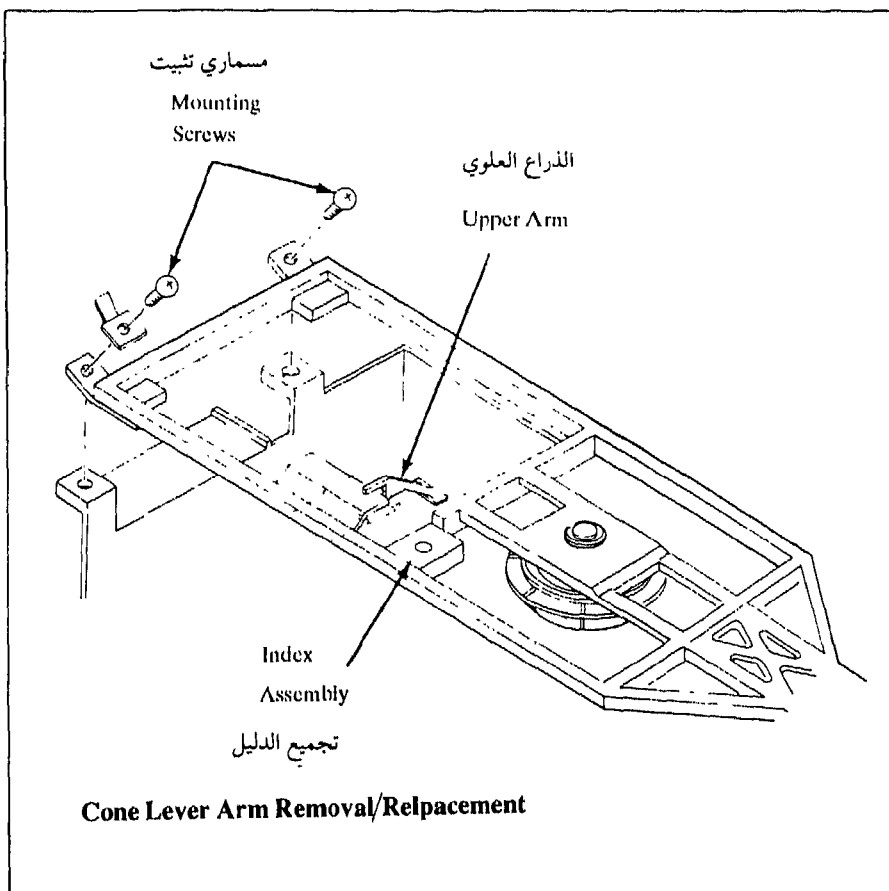 مسماري تثبيت
Mounting
Screws
الذراع العلوي
Upper Arm
Index
Assembly
تجميع الدليل
Cone Lever Arm Removal/Relpacement